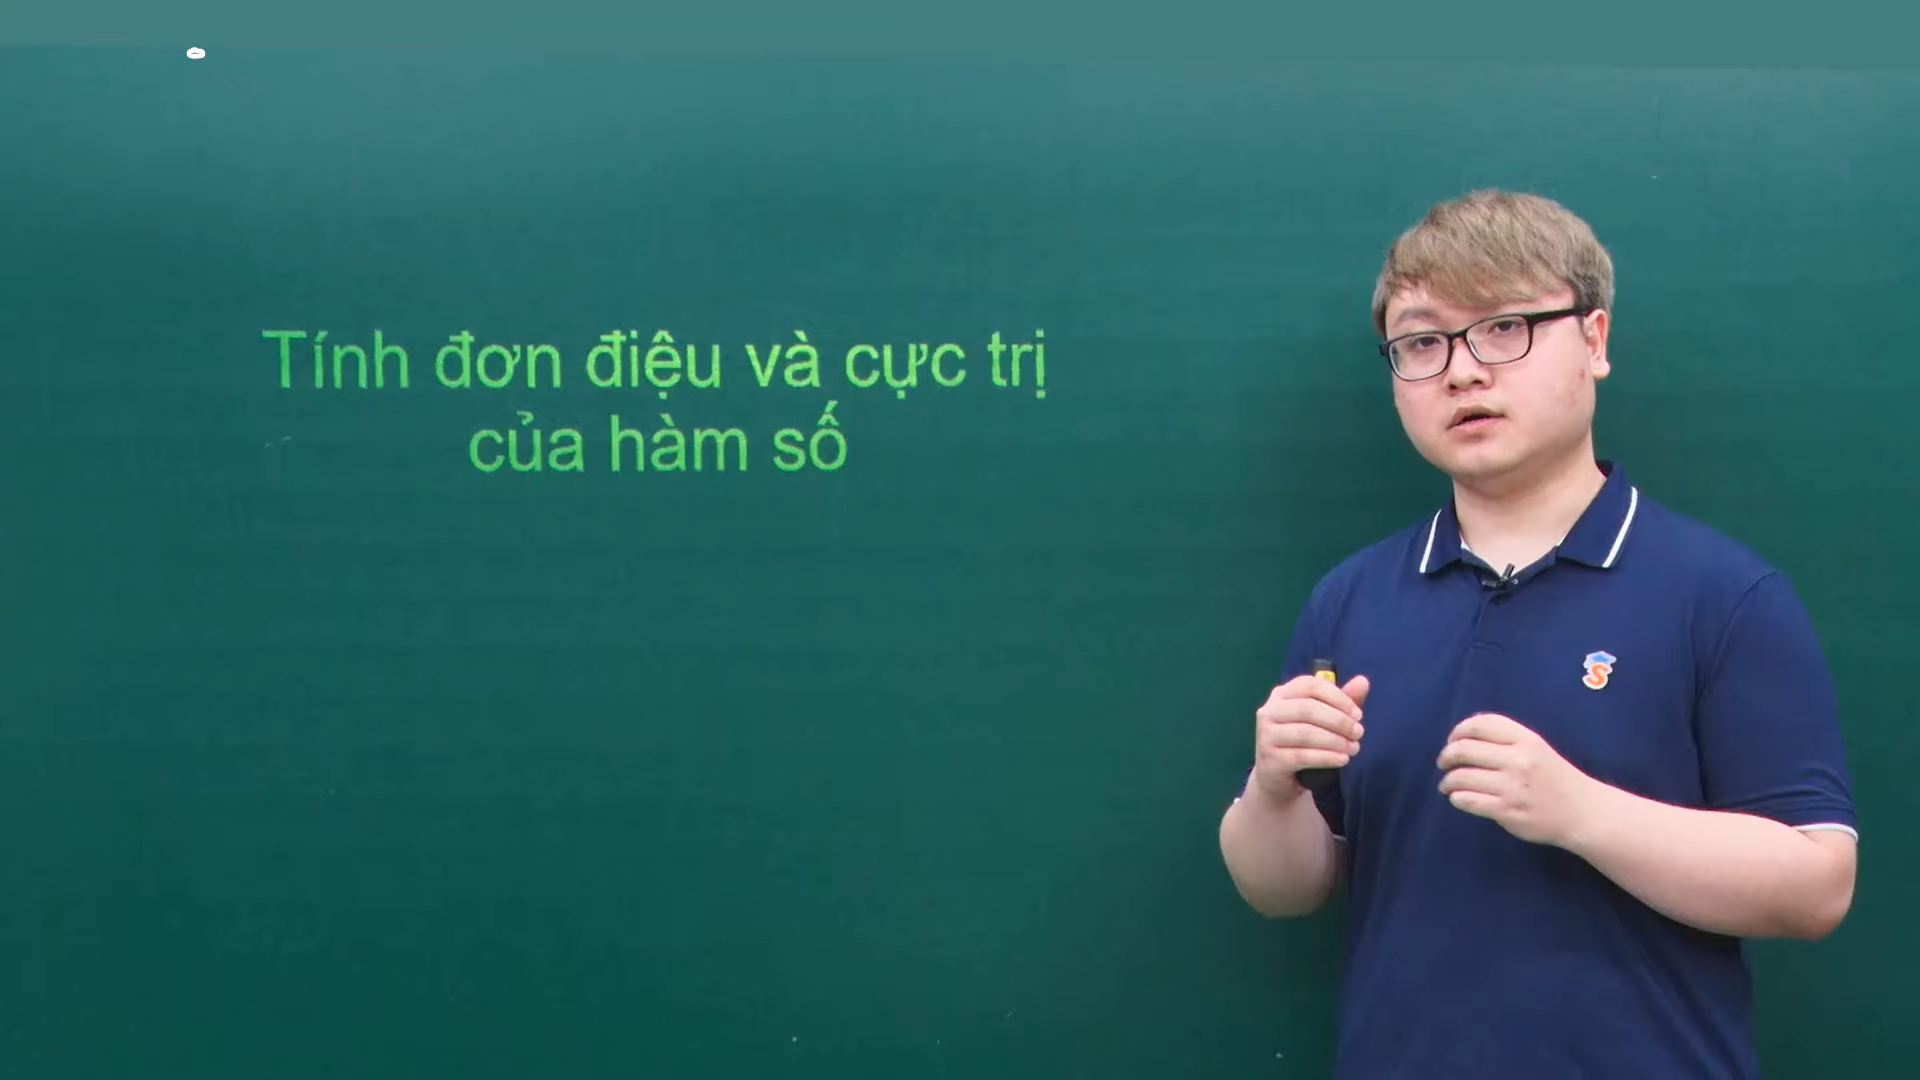 Tính đơn điệu và cực trị
của hàm số
S